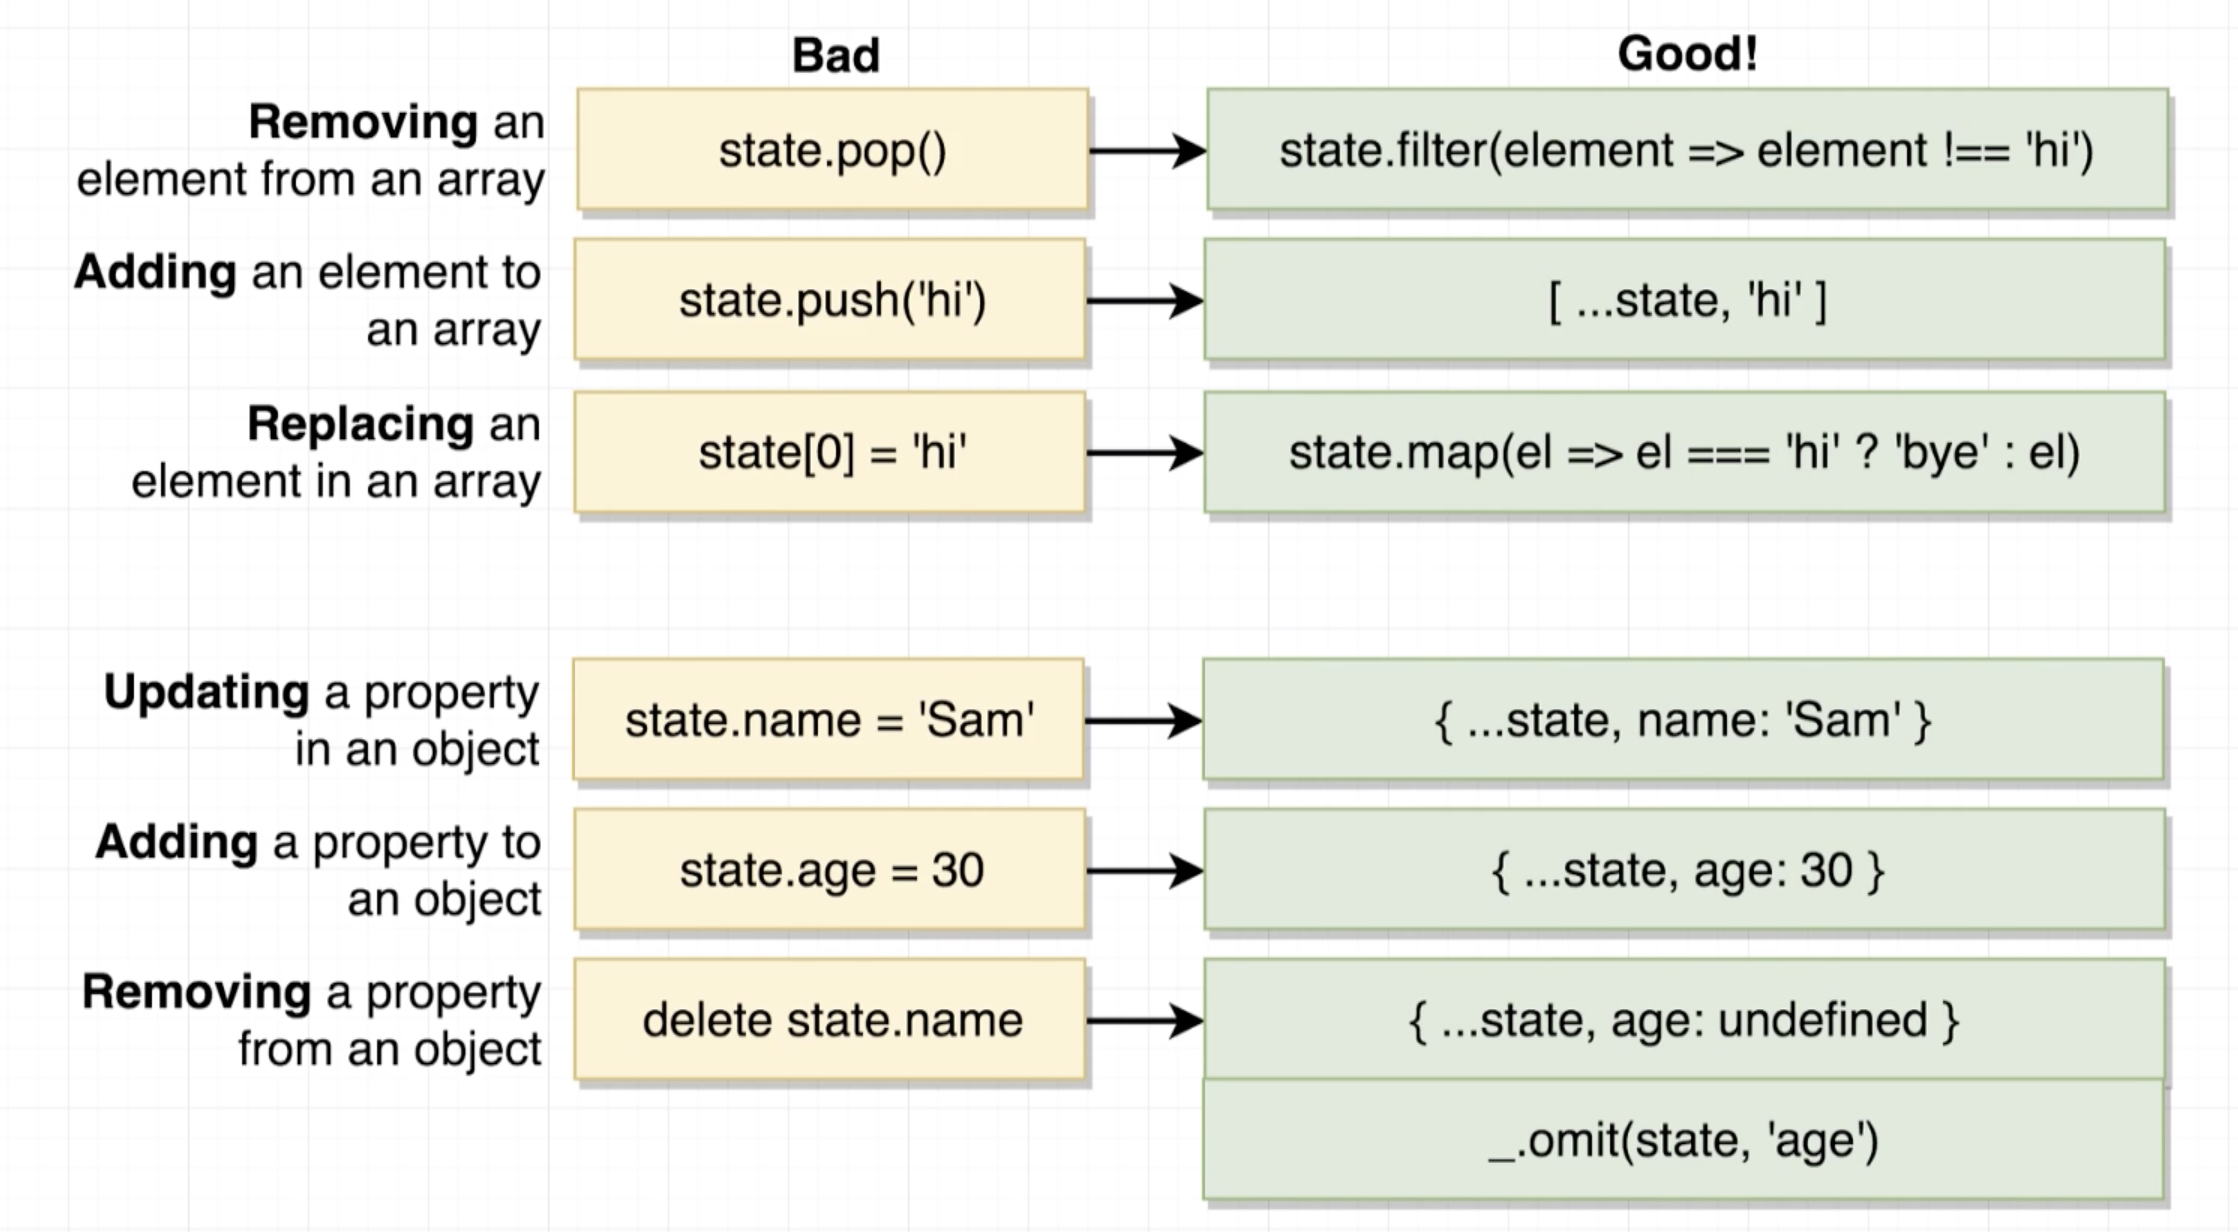 Bad
Good!
Removing an
element from an array
state.pop()
state.filter(element => element !== 'hi')
Adding an element to
an array
state.push('hi')
[ ...state, 'hi' ]
Replacing an
element in an array
state[0] = 'hi'
state.map(el => el === 'hi' ? 'bye' : el)
Updating a property
in an object
state.name = 'Sam'
{ ...state, name: 'Sam' }
Adding a property to
an object
state.age = 30
{ ...state, age: 30 }
Removing a property
from an object
delete state.name
{ ...state, age: undefined }
_.omit(state, 'age')